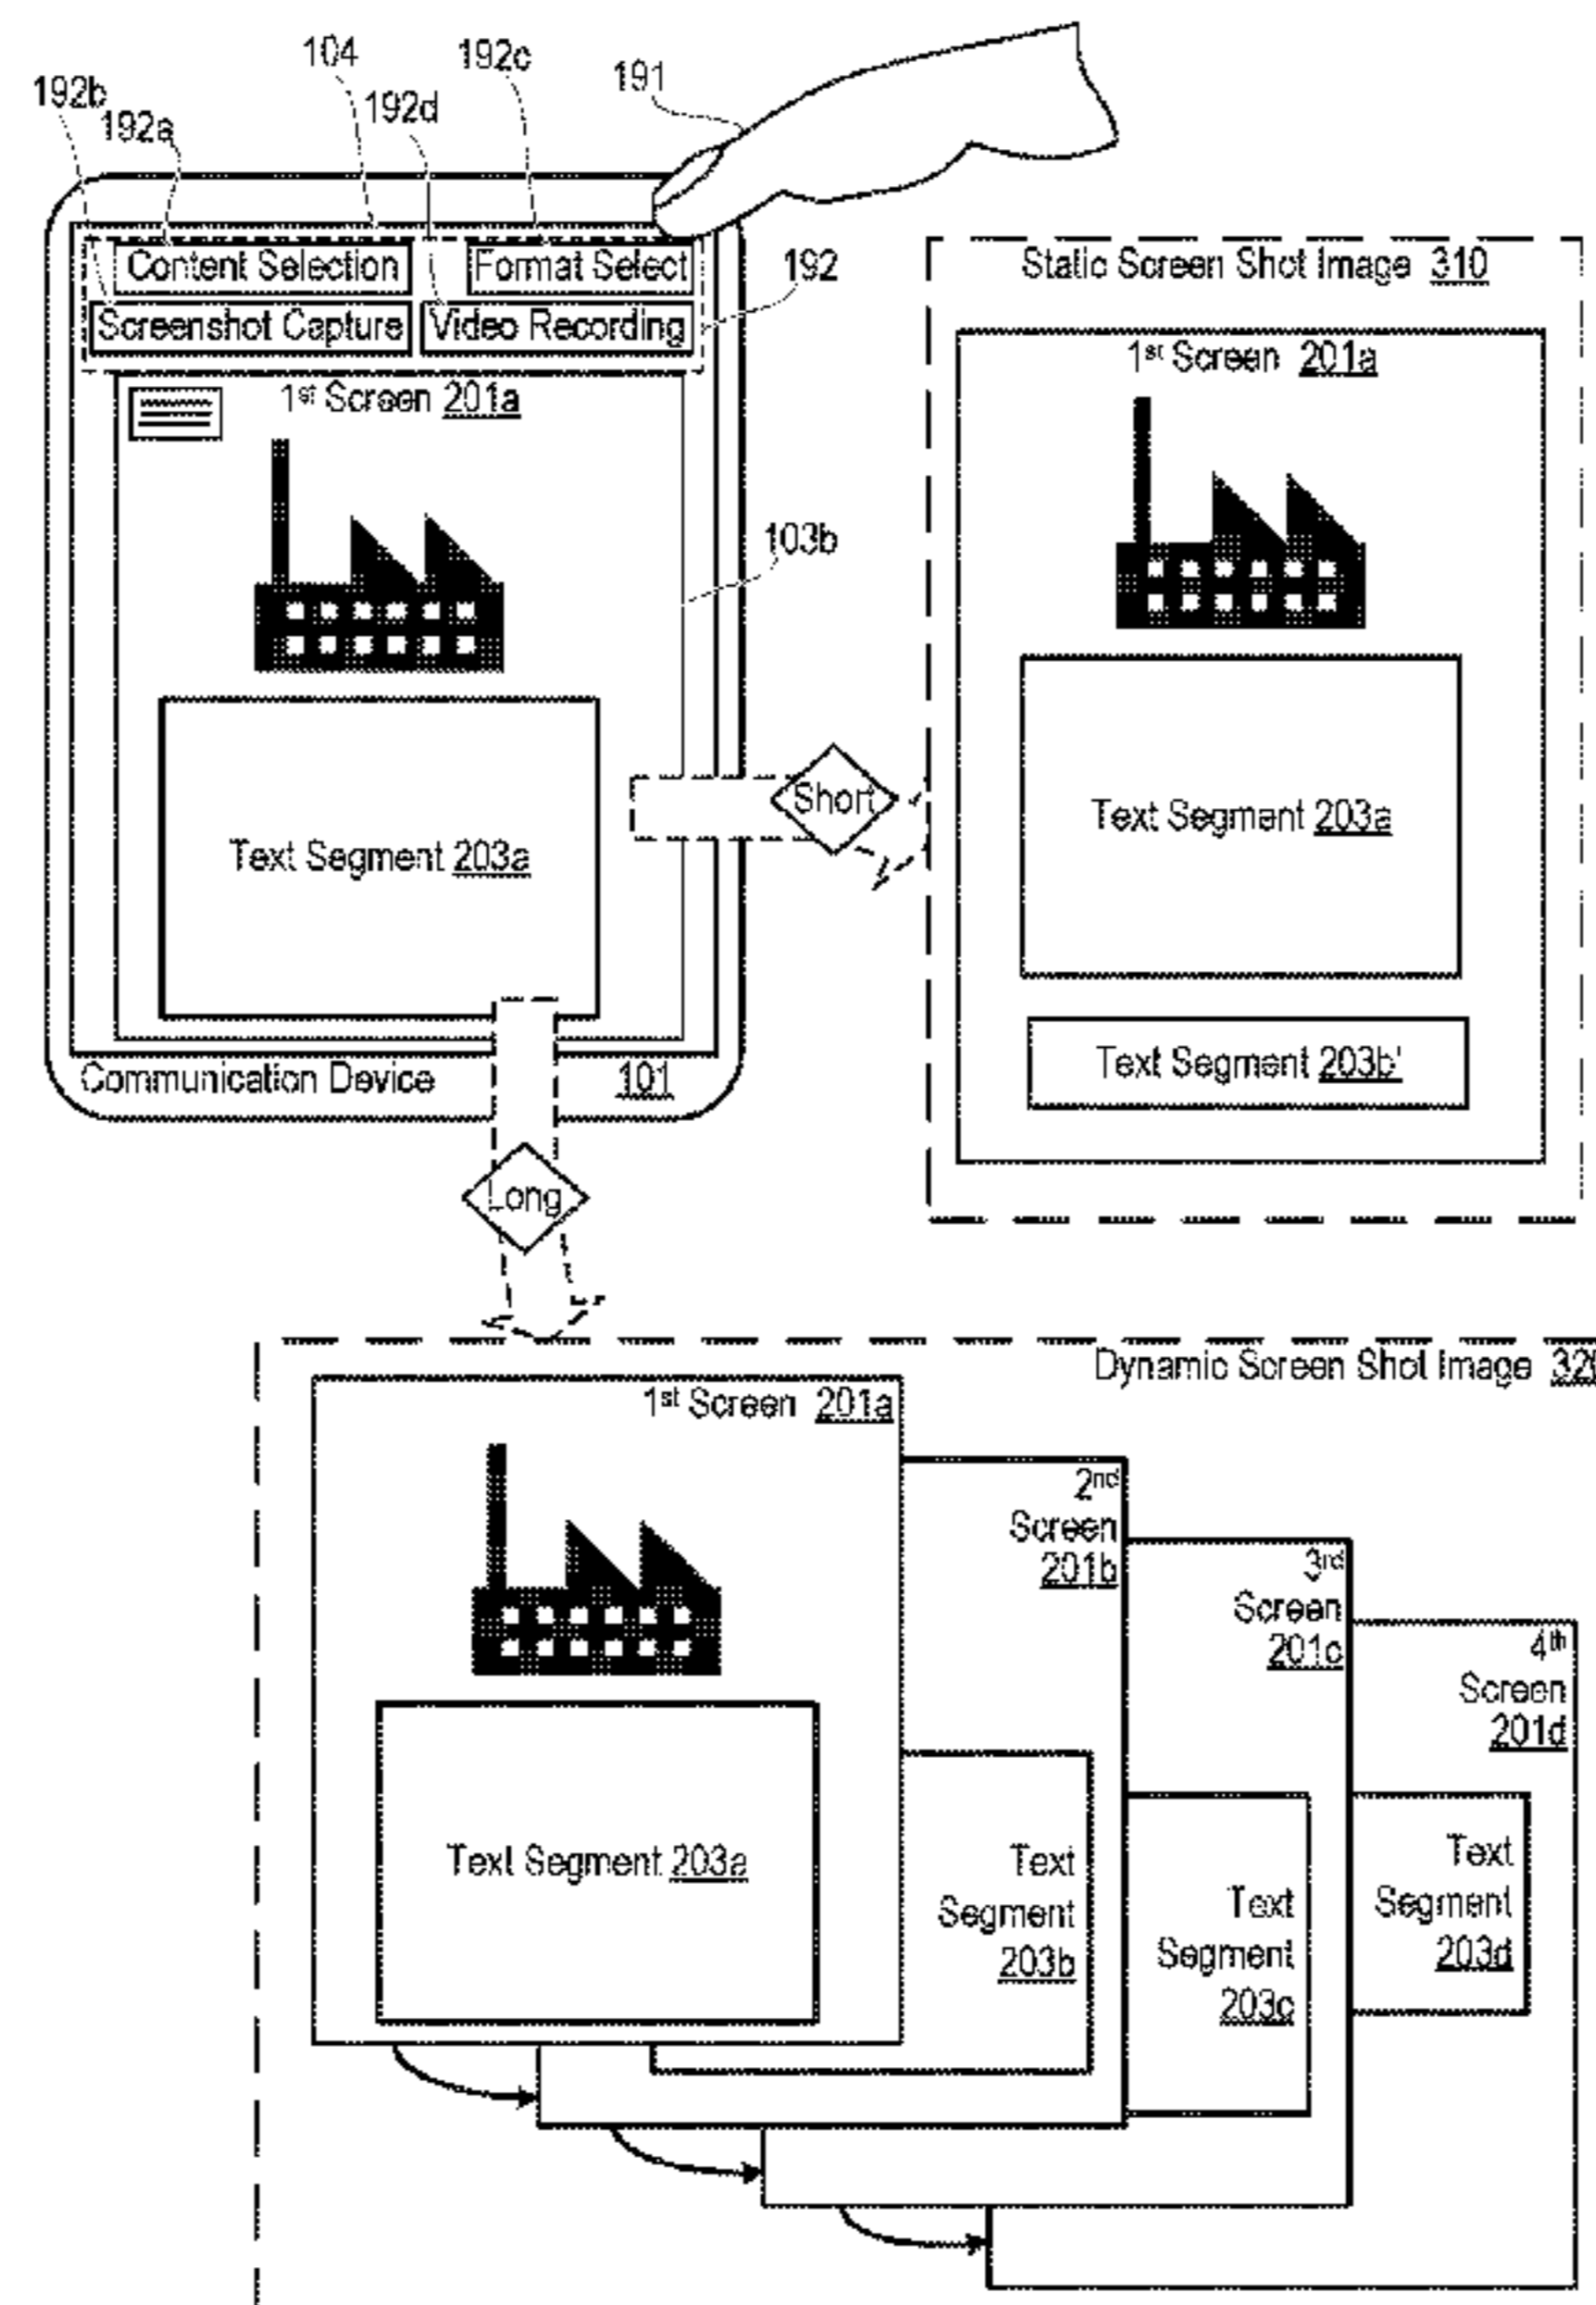 104
192c
191
192b
192a
192d
Content Selection
Format Select
192
Screenshot Capture
Video Recording
1st Screen 201a
103b
Text Segment 203a
Communication Device
101
Short
Long
Static Screen Shot Image 310
1st Screen 201a
Text Segment 203a
Text Segment 203b'
Dynamic Screen Shot Image
1st Screen 201a
Text Segment 203a
2nd
Screen
201b
Text
Segment
203b
3rd
Screen
201c
Text
Segment
203c
4th
Screen
201d
Text
Segment
203d